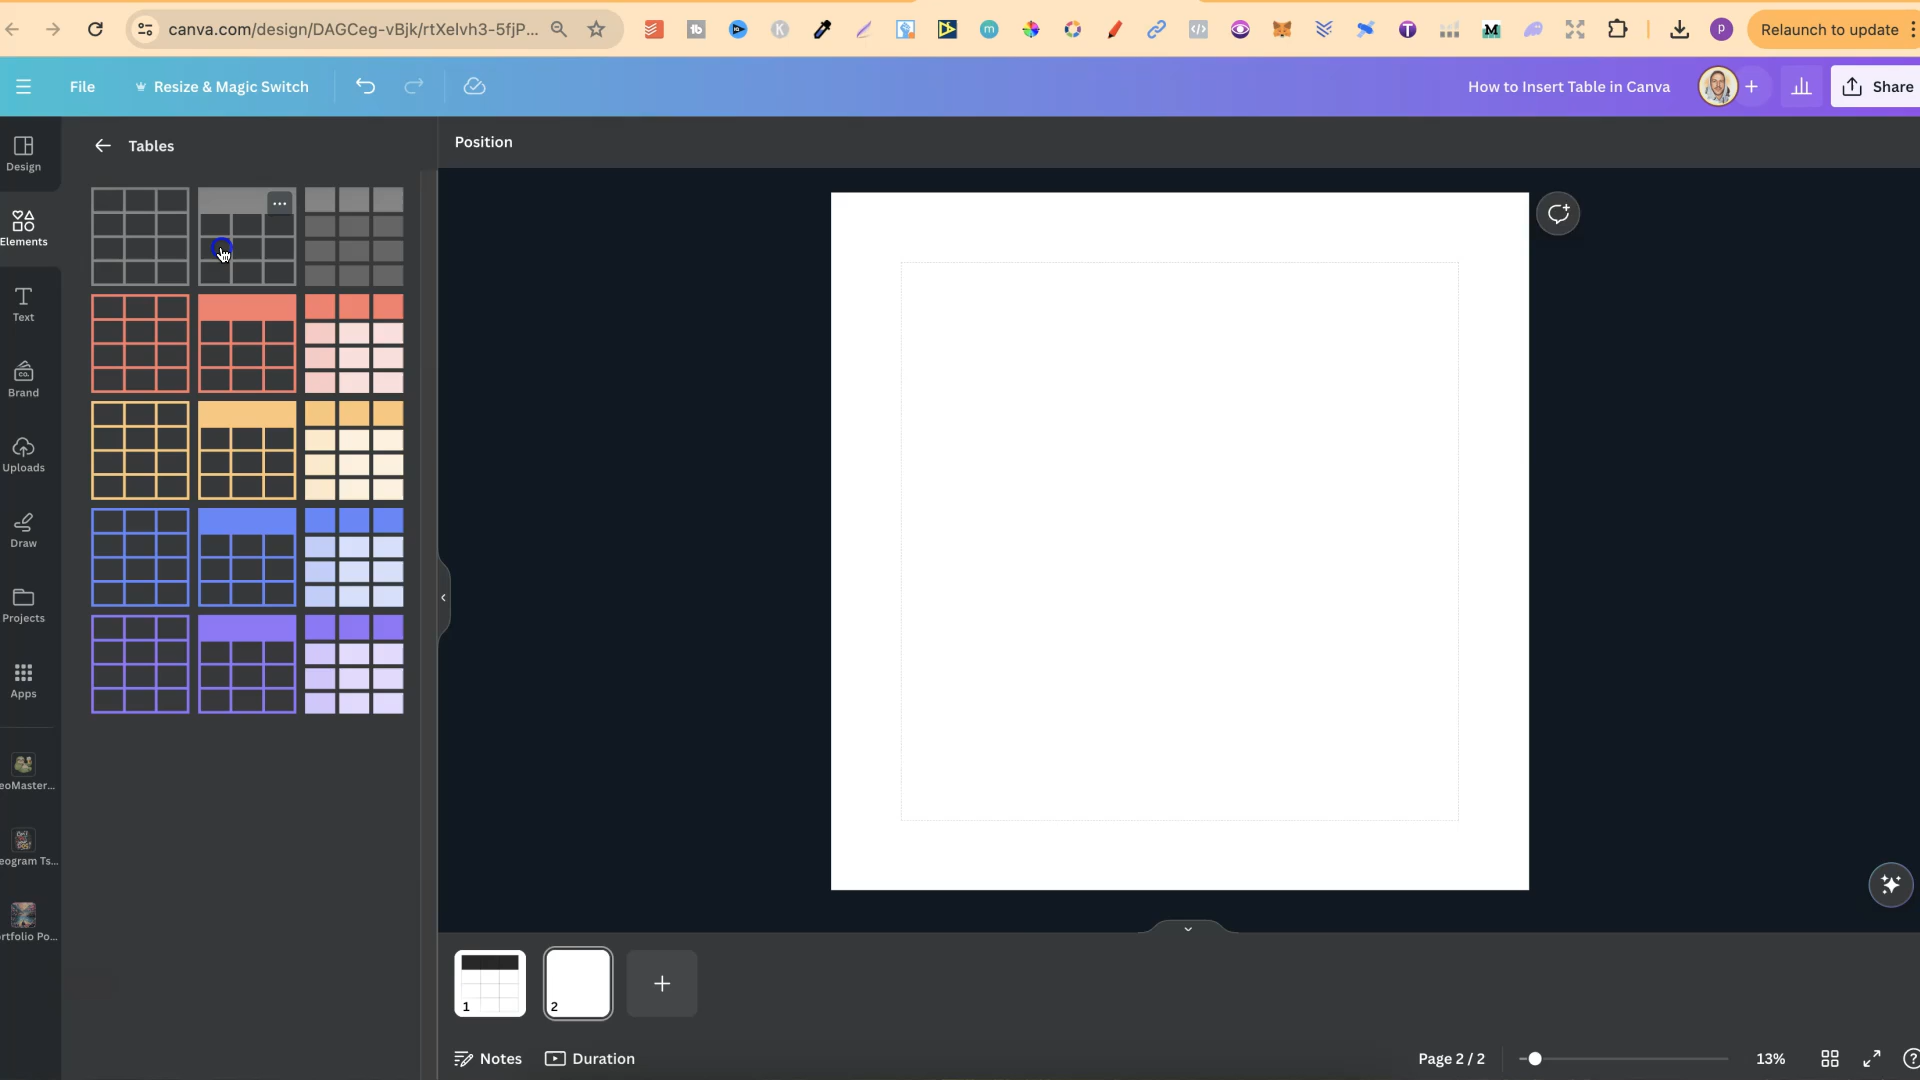 canva.com/design/DAGCeg-vBjk/rtXelvh3-5fjP...
Relaunch to update
File
Resize & Magic Switch
How to Insert Table in Canva
Share
Design
Elements
Text
Brand
Uploads
Draw
Projects
Apps
eoMaster...
eogram Ts...
rtfolio Po...
Tables
Position
1
2
Notes
Duration
Page 2 / 2
13%